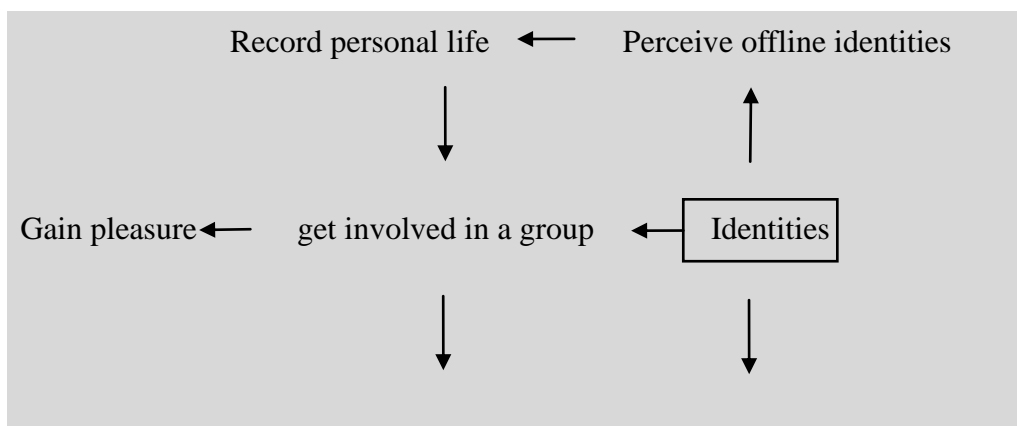 Record personal life Perceive offline identities
Gain pleasure get involved in a group Identities